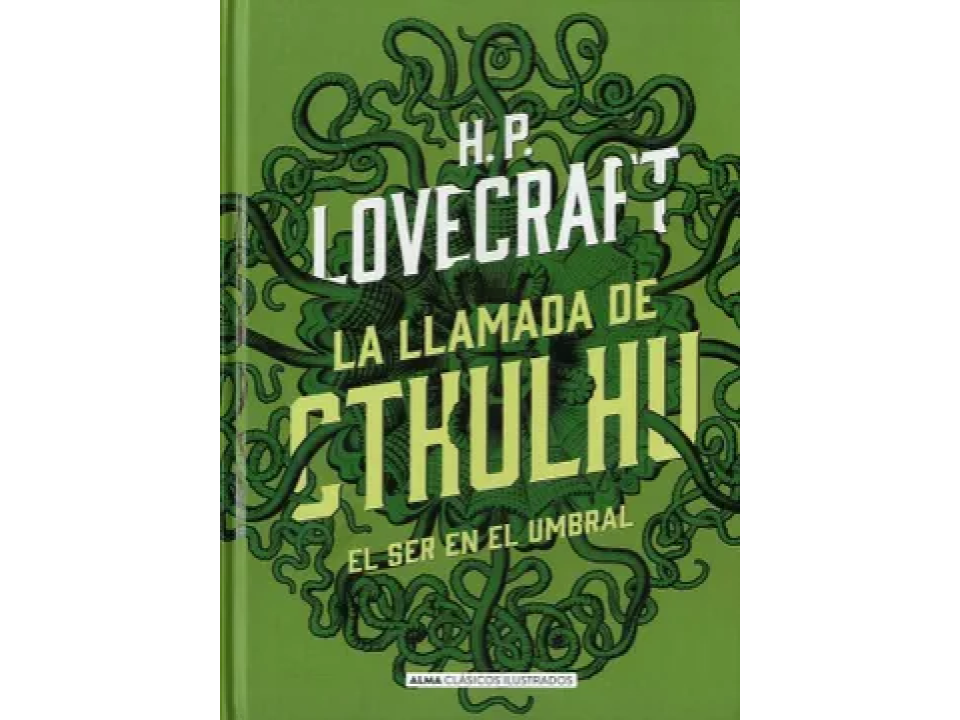 H. P.
LOVECRAFT
LA LLAMADA DE
CTHULHU
EL SER EN EL UMBRAL
ALMA CLÁSICOS ILUSTRADOS